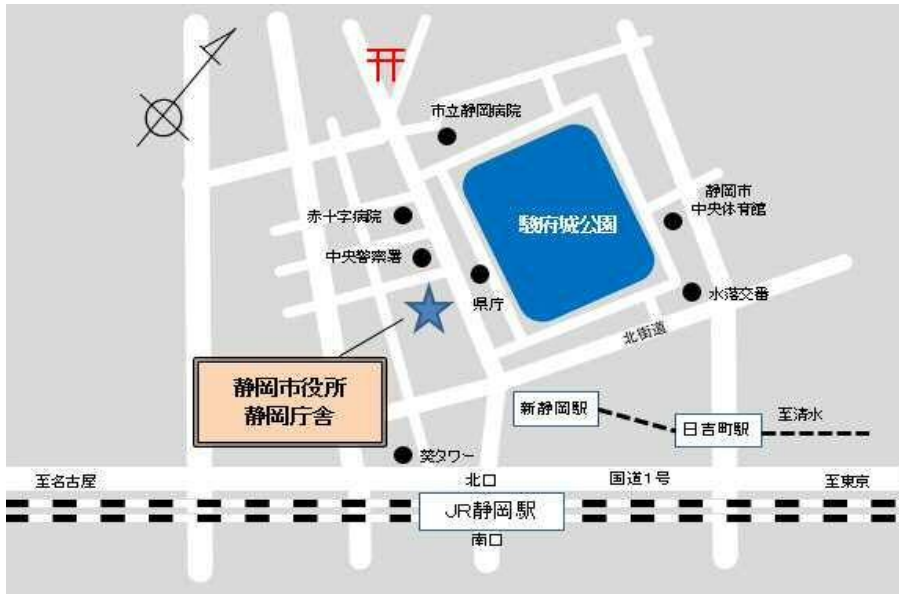 市立静岡病院
静岡市
中央体育館
赤十字病院
駿府城公園
中央警察署
県庁
水落交番
北街道
静岡市役所
静岡庁舎
新静岡駅
日吉町駅
至清水
葵タワー
至名古屋
北口
国道1号
至東京
JR静岡駅
南口